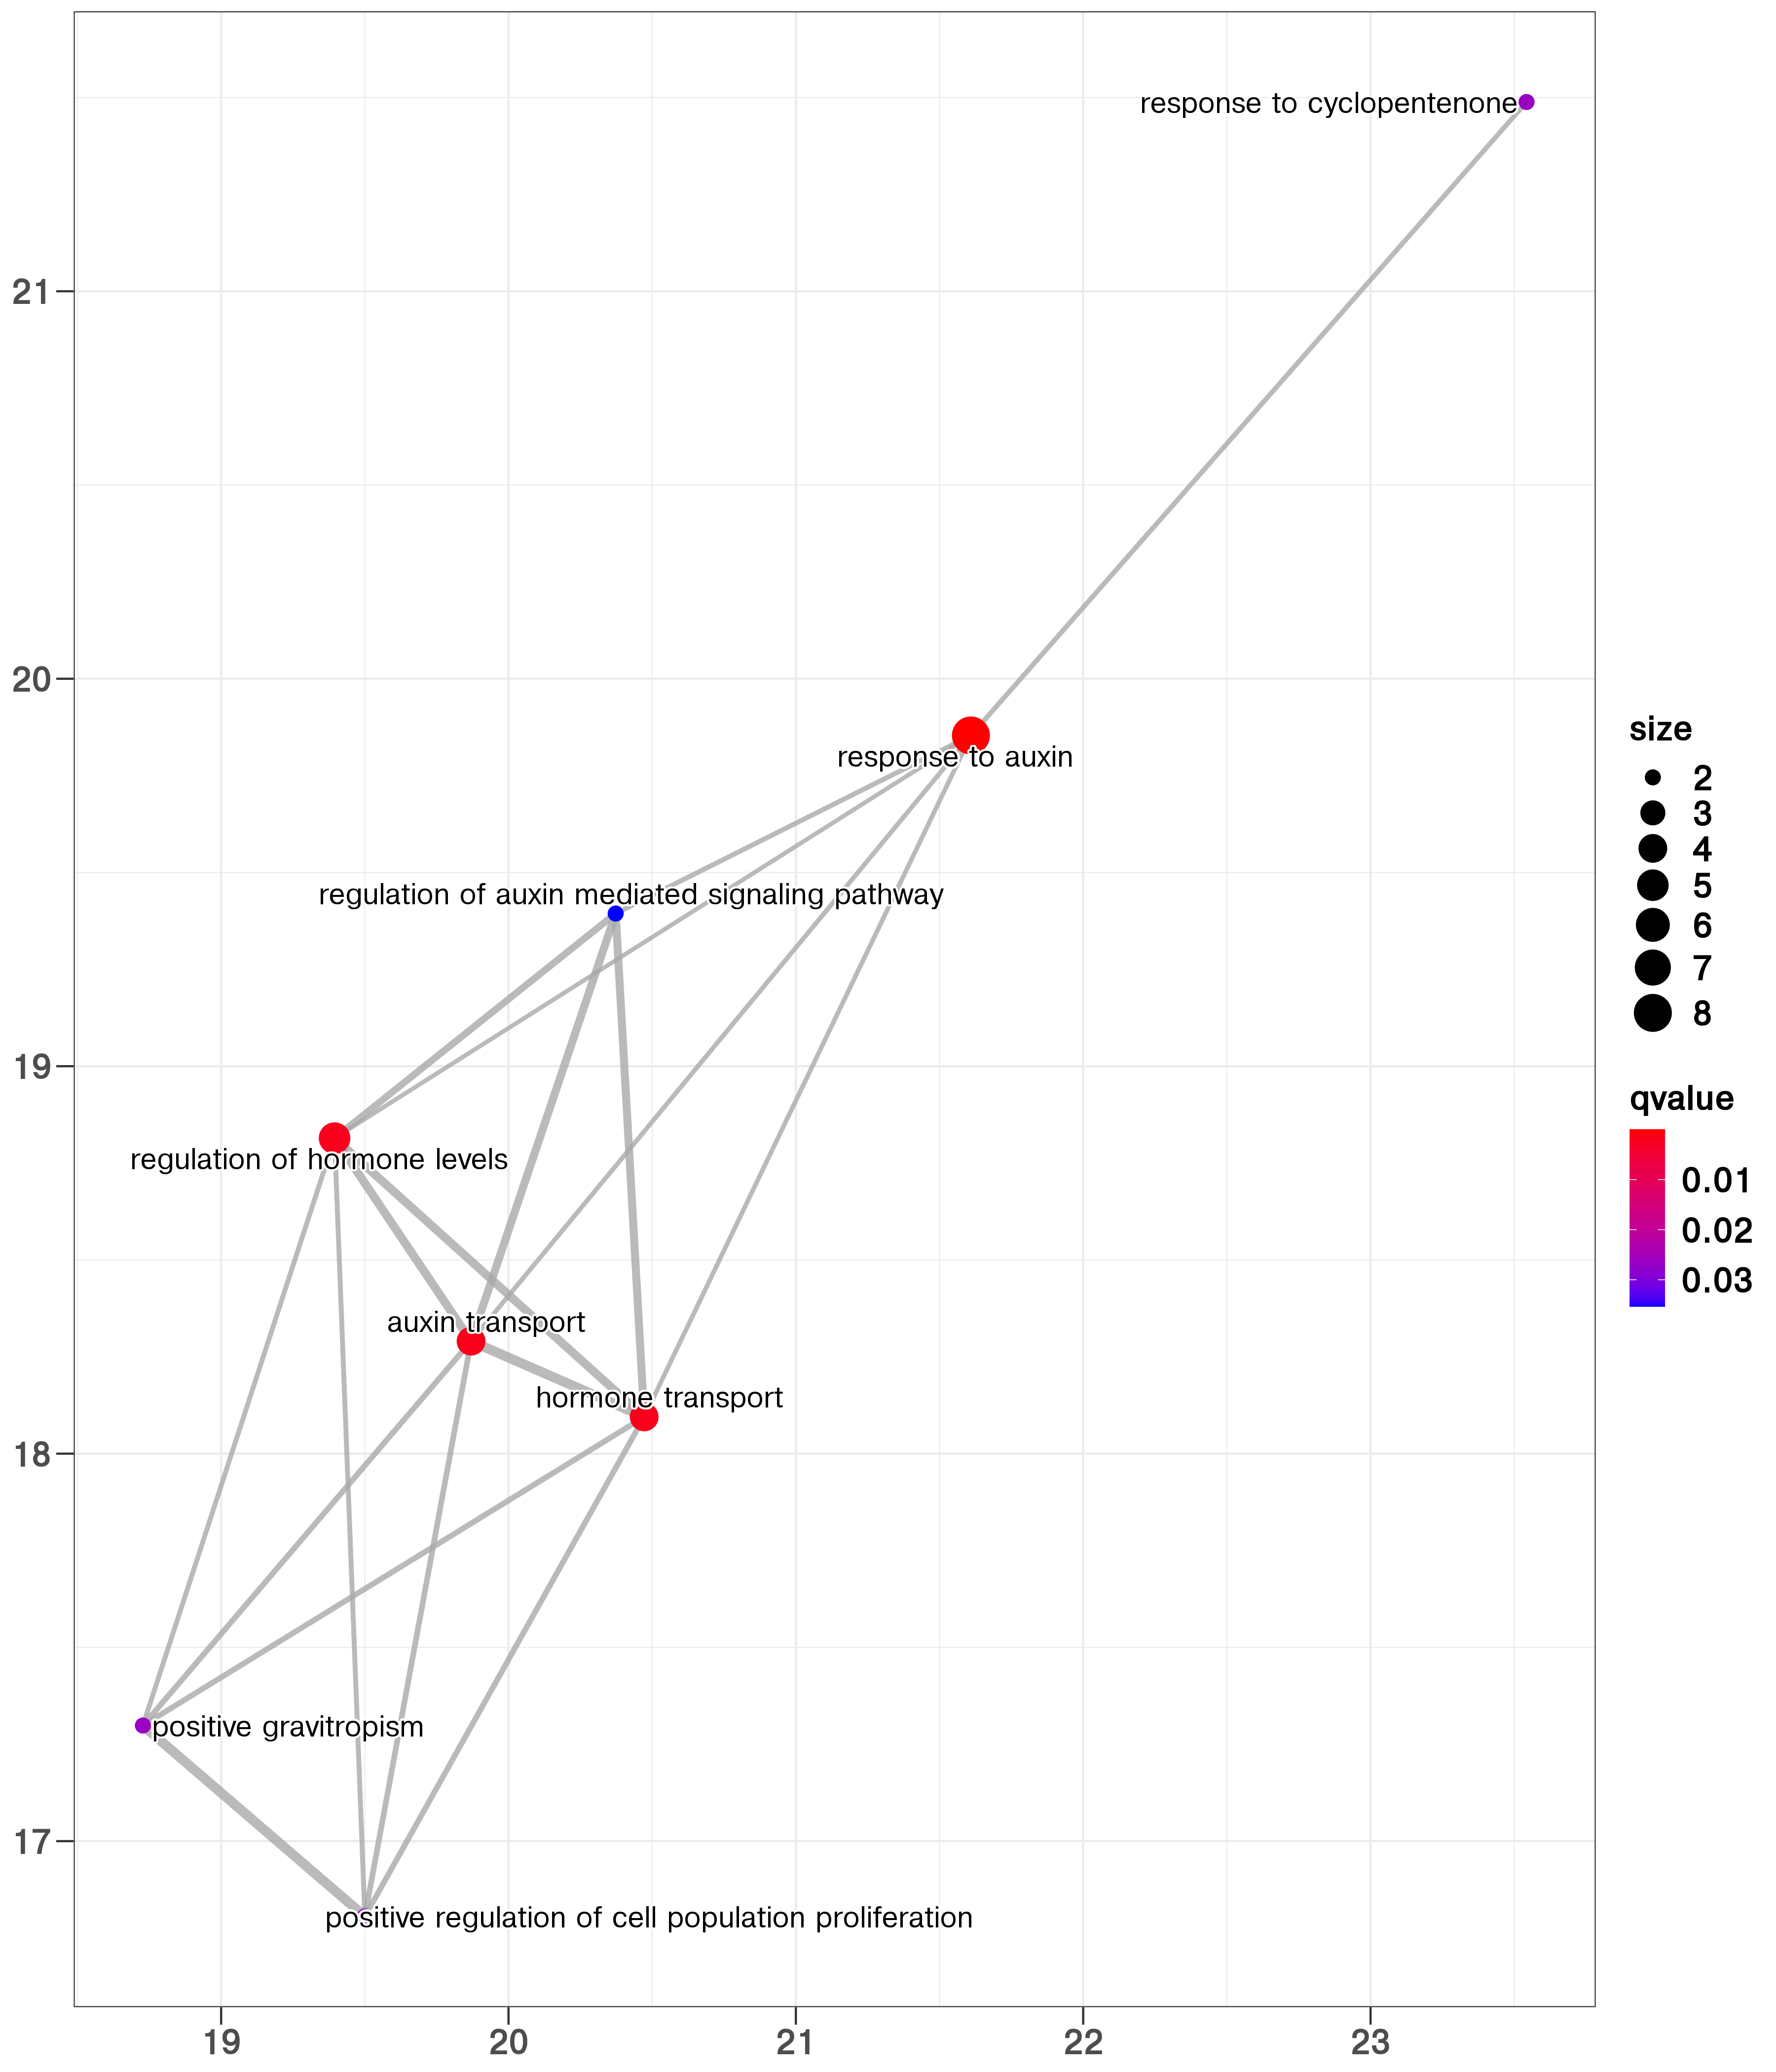 response to cyclopentenone
21
20
response to auxin
regulation of auxin mediated signaling pathway
19
regulation of hormone levels
auxin transport
hormone transport
18
positive gravitropism
17
positive regulation of cell population proliferation
19 20 21 22 23
size
2
3
4
5
6
7
8
qvalue
0.01
0.02
0.03